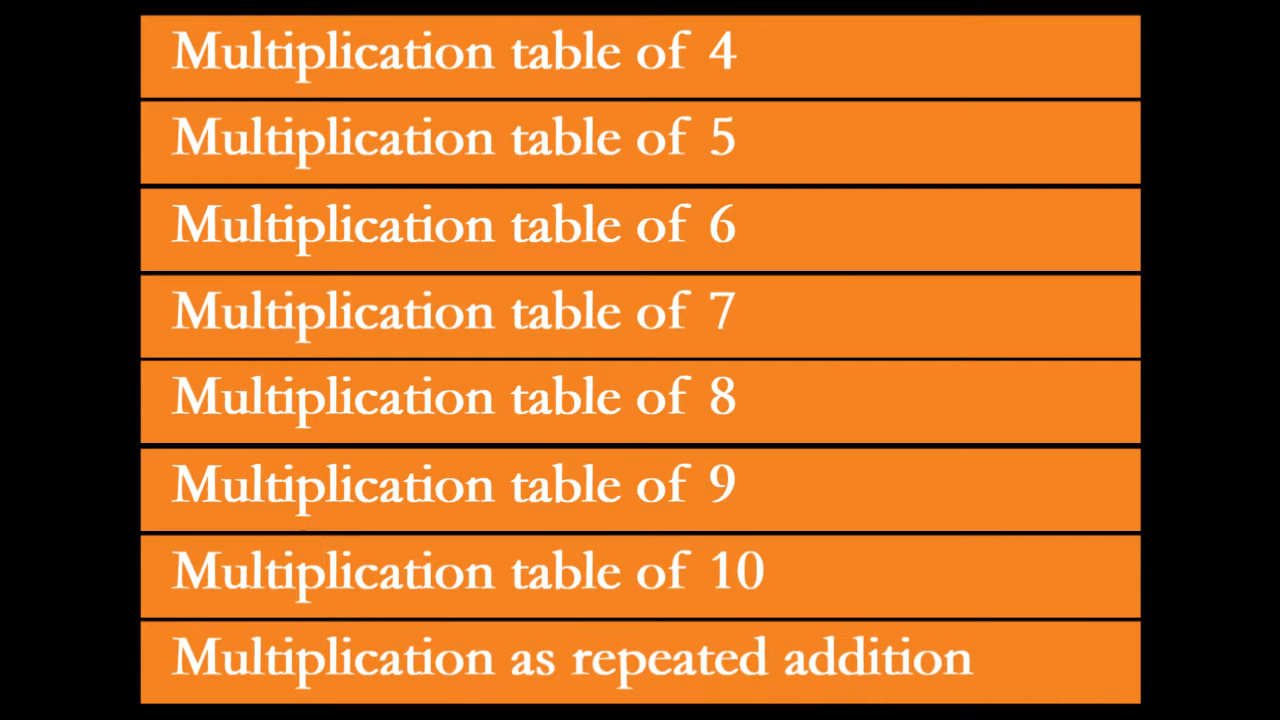 Multiplication table of 4
Multiplication table of 5
Multiplication table of 6
Multiplication table of 7
Multiplication table of 8
Multiplication table of 9
Multiplication table of 10
Multiplication as repeated addition